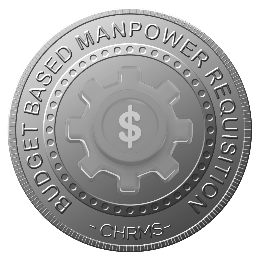 BUDGET BASED MANPOWER REQUISITION
$
-CHRMS-